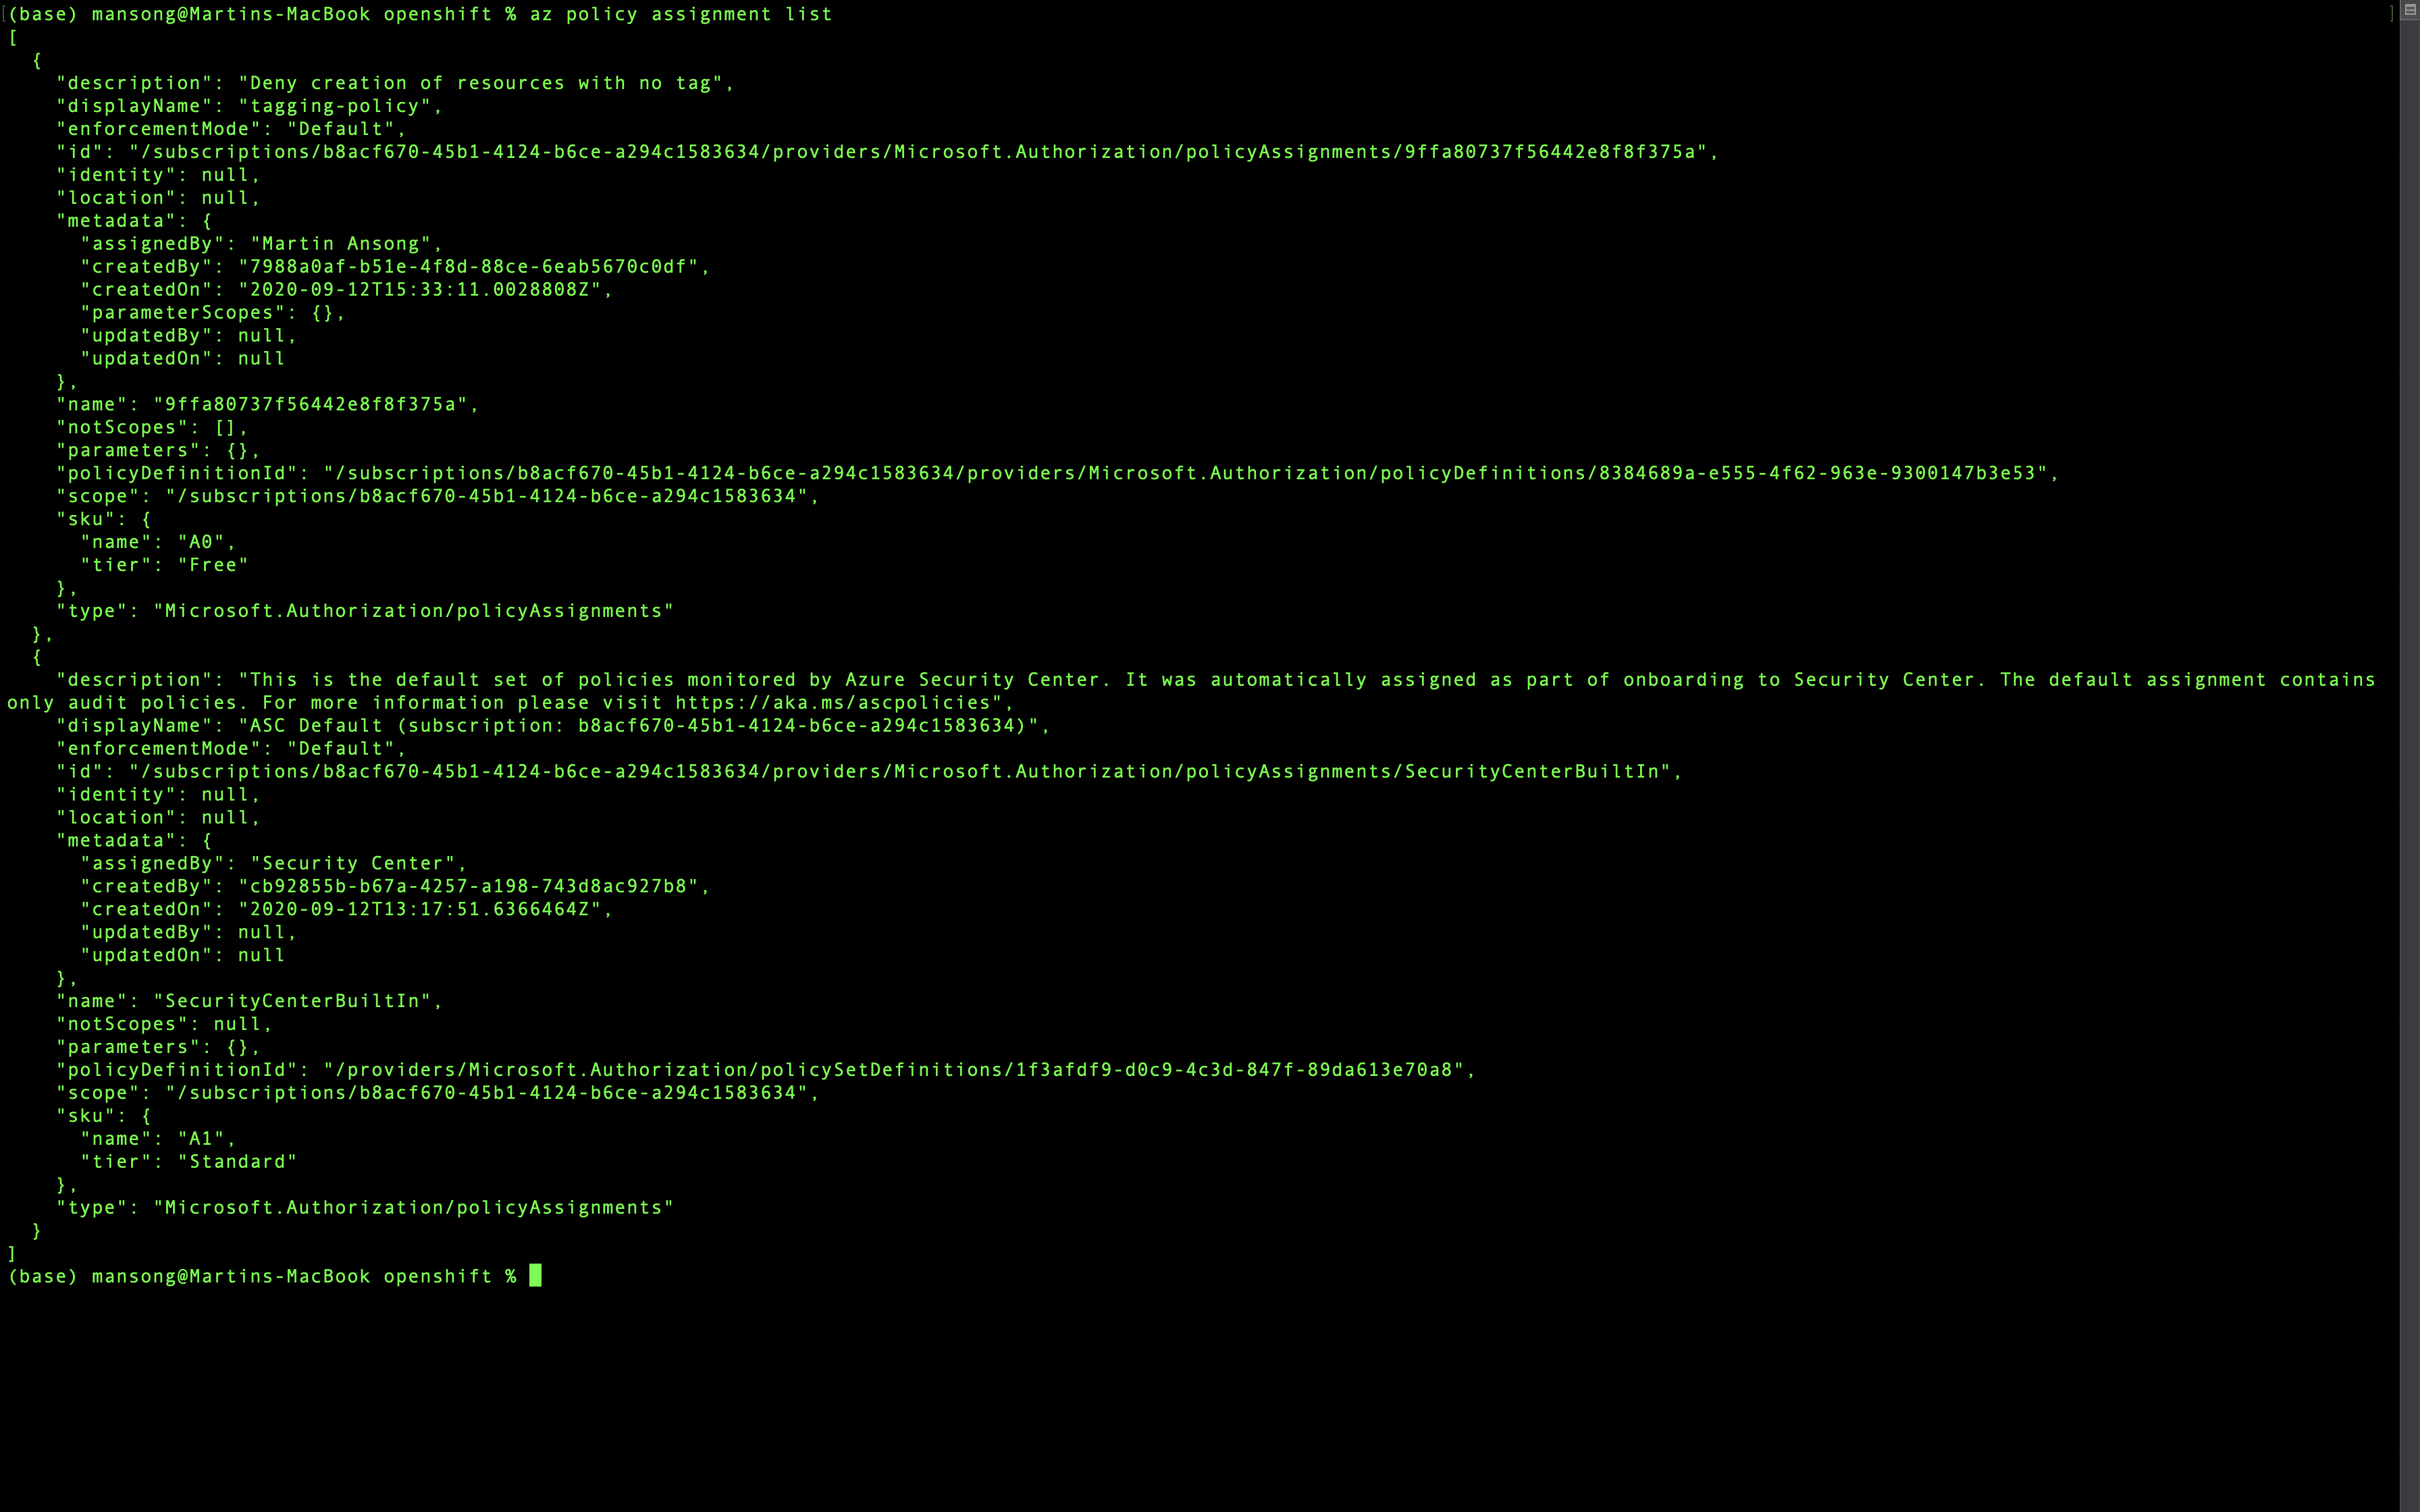 (base) mansong@Martins-MacBook openshift % az policy assignment list
[
  {
    "description": "Deny creation of resources with no tag",
    "displayName": "tagging-policy",
    "enforcementMode": "Default",
    "id": "/subscriptions/b8acf670-45b1-4124-b6ce-a294c1583634/providers/Microsoft.Authorization/policyAssignments/9ffa80737f56442e8f8f375a",
    "identity": null,
    "location": null,
    "metadata": {
      "assignedBy": "Martin Ansong",
      "createdBy": "7988a0af-b51e-4f8d-88ce-6eab5670c0df",
      "createdOn": "2020-09-12T15:33:11.0028808Z",
      "parameterScopes": {},
      "updatedBy": null,
      "updatedOn": null
    },
    "name": "9ffa80737f56442e8f8f375a",
    "notScopes": [],
    "parameters": {},
    "policyDefinitionId": "/subscriptions/b8acf670-45b1-4124-b6ce-a294c1583634/providers/Microsoft.Authorization/policyDefinitions/8384689a-e555-4f62-963e-9300147b3e53",
    "scope": "/subscriptions/b8acf670-45b1-4124-b6ce-a294c1583634",
    "sku": {
      "name": "A0",
      "tier": "Free"
    },
    "type": "Microsoft.Authorization/policyAssignments"
  },
  {
    "description": "This is the default set of policies monitored by Azure Security Center. It was automatically assigned as part of onboarding to Security Center. The default assignment contains
only audit policies. For more information please visit https://aka.ms/ascpolicies",
    "displayName": "ASC Default (subscription: b8acf670-45b1-4124-b6ce-a294c1583634)",
    "enforcementMode": "Default",
    "id": "/subscriptions/b8acf670-45b1-4124-b6ce-a294c1583634/providers/Microsoft.Authorization/policyAssignments/SecurityCenterBuiltIn",
    "identity": null,
    "location": null,
    "metadata": {
      "assignedBy": "Security Center",
      "createdBy": "cb92855b-b67a-4257-a198-743d8ac927b8",
      "createdOn": "2020-09-12T13:17:51.6366464Z",
      "updatedBy": null,
      "updatedOn": null
    },
    "name": "SecurityCenterBuiltIn",
    "notScopes": null,
    "parameters": {},
    "policyDefinitionId": "/providers/Microsoft.Authorization/policySetDefinitions/1f3afdf9-d0c9-4c3d-847f-89da613e70a8",
    "scope": "/subscriptions/b8acf670-45b1-4124-b6ce-a294c1583634",
    "sku": {
      "name": "A1",
      "tier": "Standard"
    },
    "type": "Microsoft.Authorization/policyAssignments"
  }
]
(base) mansong@Martins-MacBook openshift %